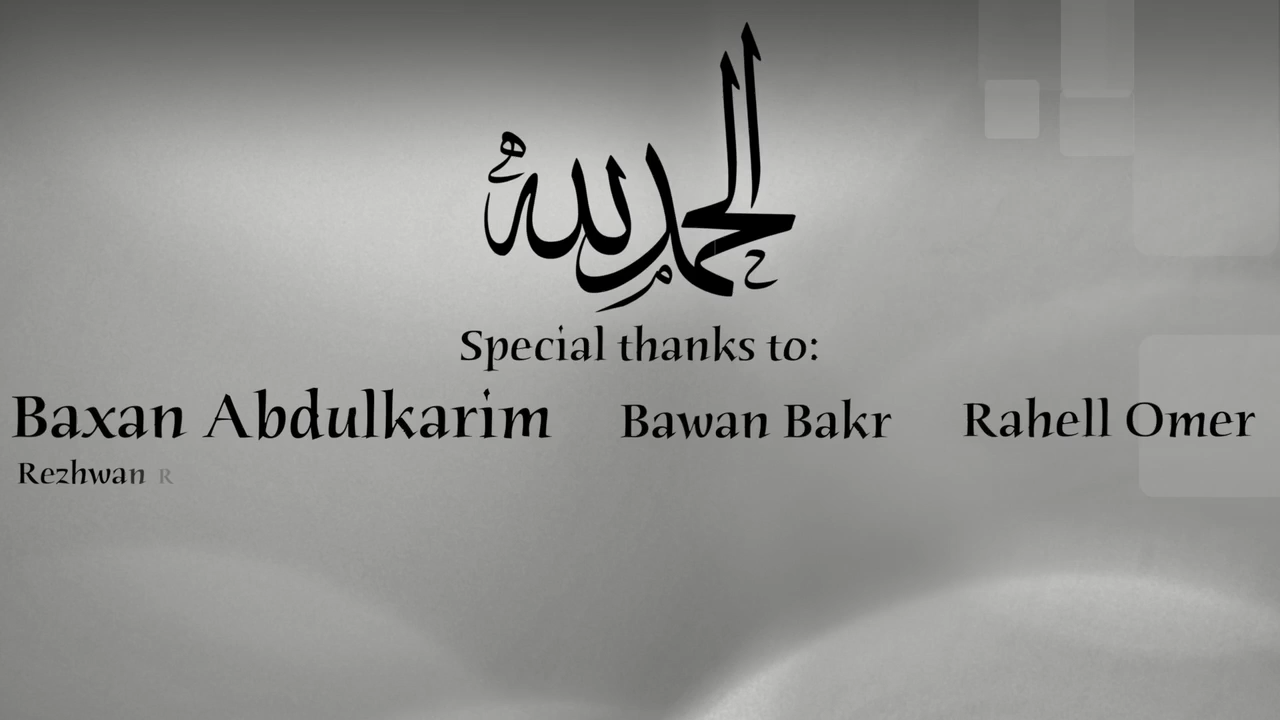 الحمد لله
Special thanks to:
Baxan Abdulkarim Bawan Bakr Rahell Omer
Rezhwan R